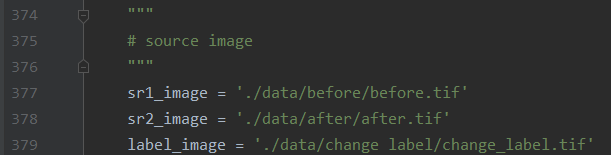 374 """
375 # source image
376 """
377 sr1_image = './data/before/before.tif'
378 sr2_image = './data/after/after.tif'
379 label_image = './data/change label/change_label.tif'